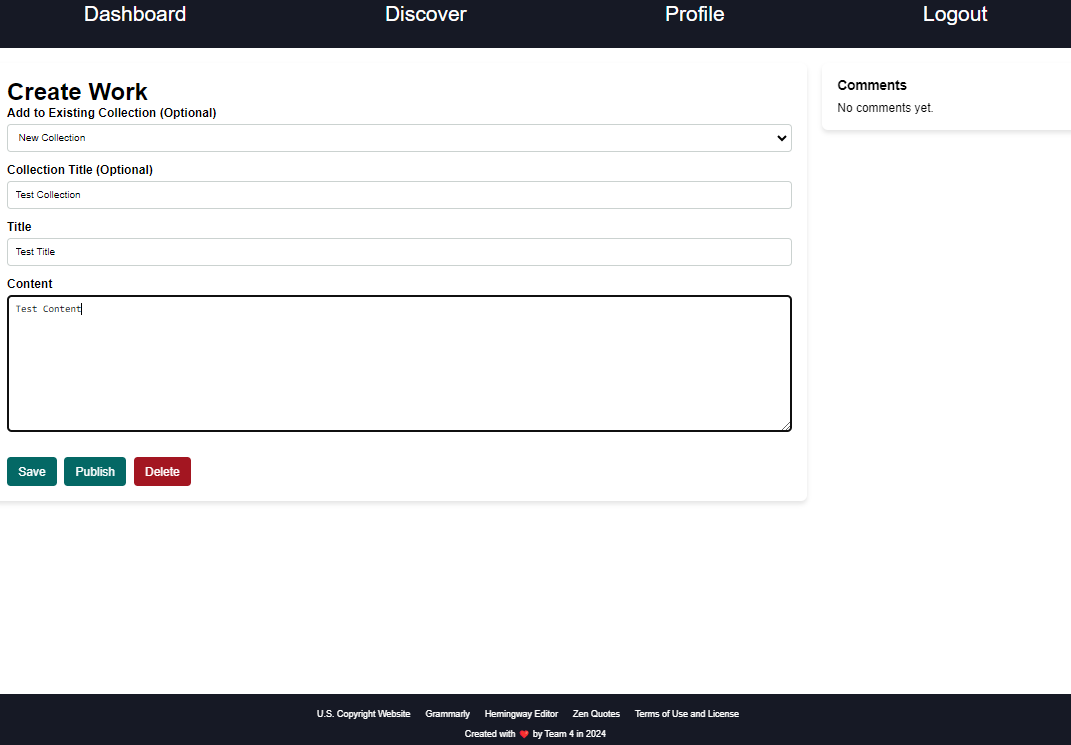 Dashboard Discover Profile Logout
Create Work
Add to Existing Collection (Optional)
New Collection
Collection Title (Optional)
Test Collection
Title
Test Title
Content
Test Content
Save Publish Delete
Comments
No comments yet.
U.S. Copyright Website Grammarly Hemingway Editor Zen Quotes Terms of Use and License
Created with ❤️ by Team 4 in 2024